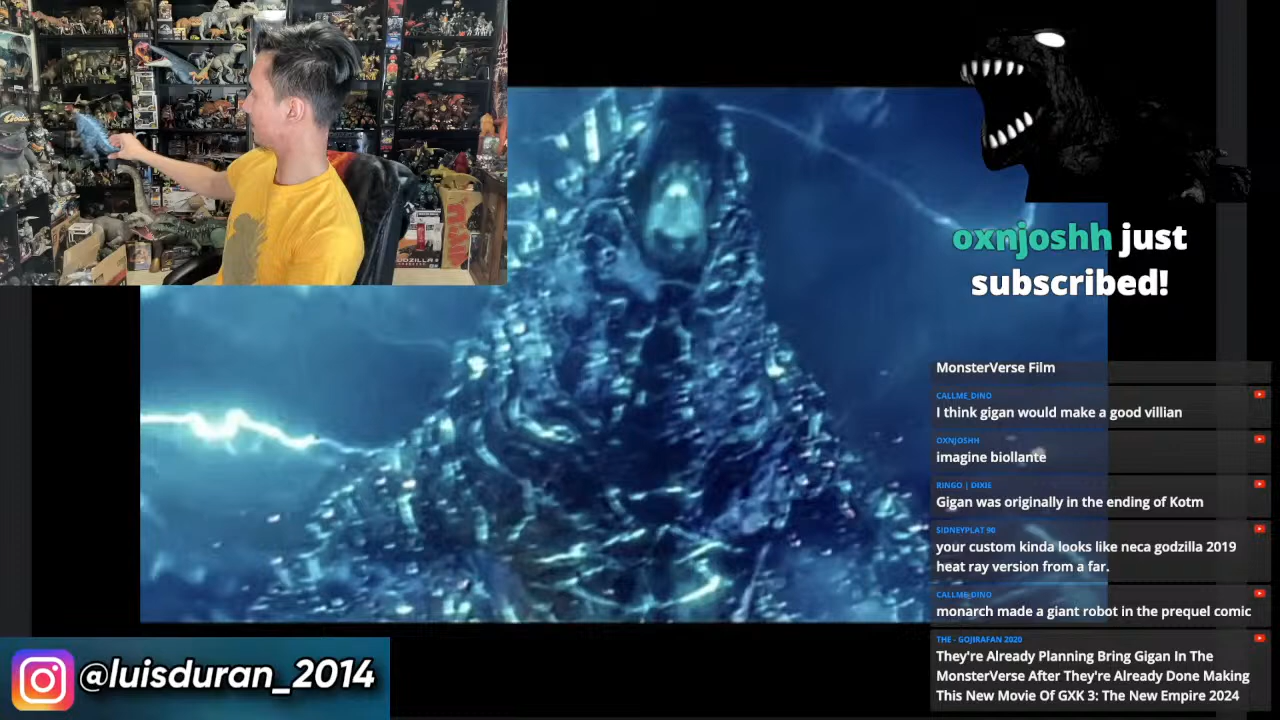 oxnjoshh just
subscribed!
MonsterVerse Film
CALLME_DINO
I think gigan would make a good villian
OXNJOSHH
imagine biollante
RINGO | DIXIE
Gigan was originally in the ending of Kotm
SIDNEYPLAT 90
your custom kinda looks like neca godzilla 2019
heat ray version from a far.
CALLME_DINO
monarch made a giant robot in the prequel comic
THE - GOJIRAFAN 2020
They're Already Planning Bring Gigan In The
MonsterVerse After They're Already Done Making
This New Movie Of GXK 3: The New Empire 2024
@luisduran_2014